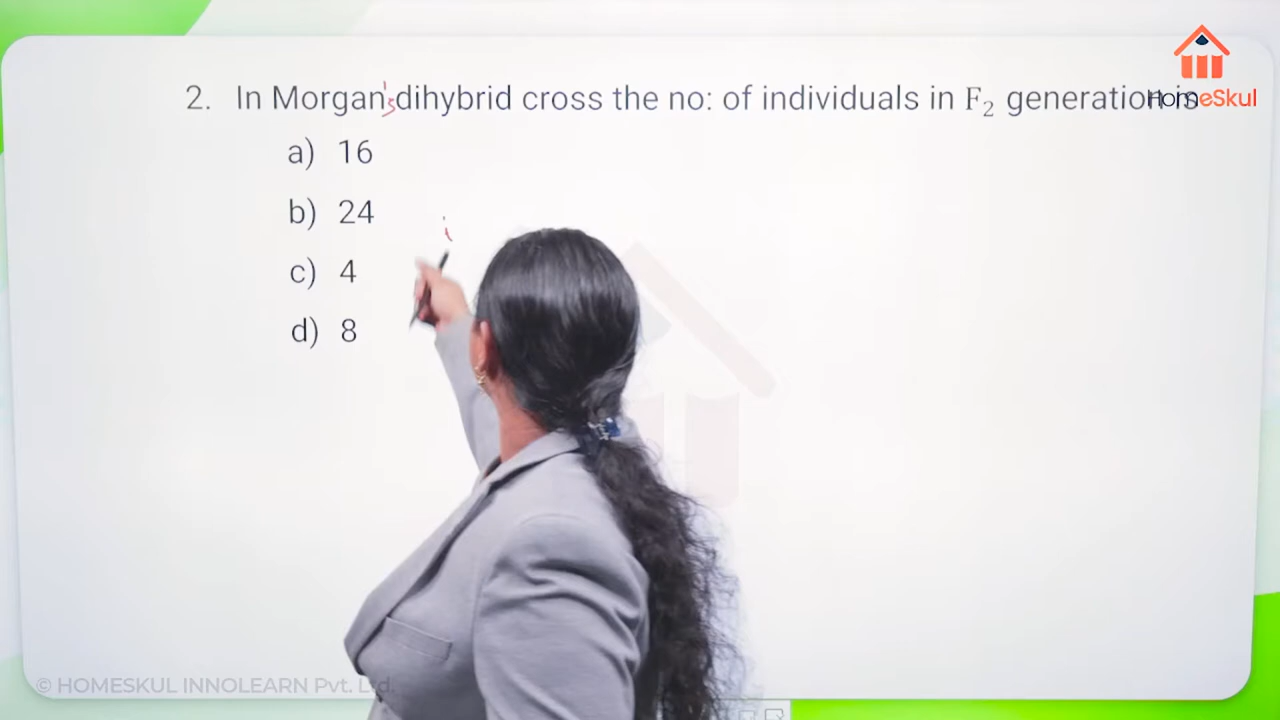 HomeSkul
2. In Morgan's dihybrid cross the no: of individuals in F₂ generation is
a) 16
b) 24
c) 4
d) 8
© HOMESKUL INNOLEARN Pvt. Ltd.